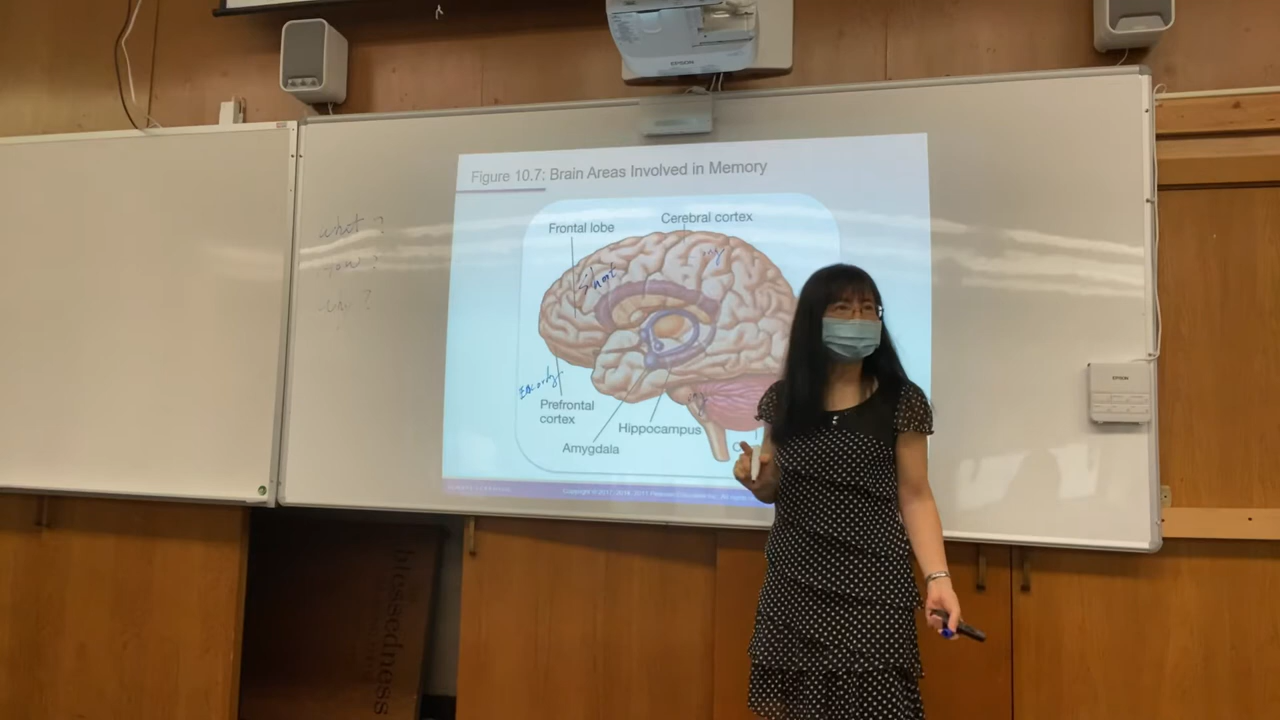 EPSON
Figure 10.7: Brain Areas Involved in Memory
Cerebral cortex
Frontal lobe
what ?
how ?
why ?
Short
Prefrontal
cortex
Hippocampus
Amygdala
EPSON
blessedness